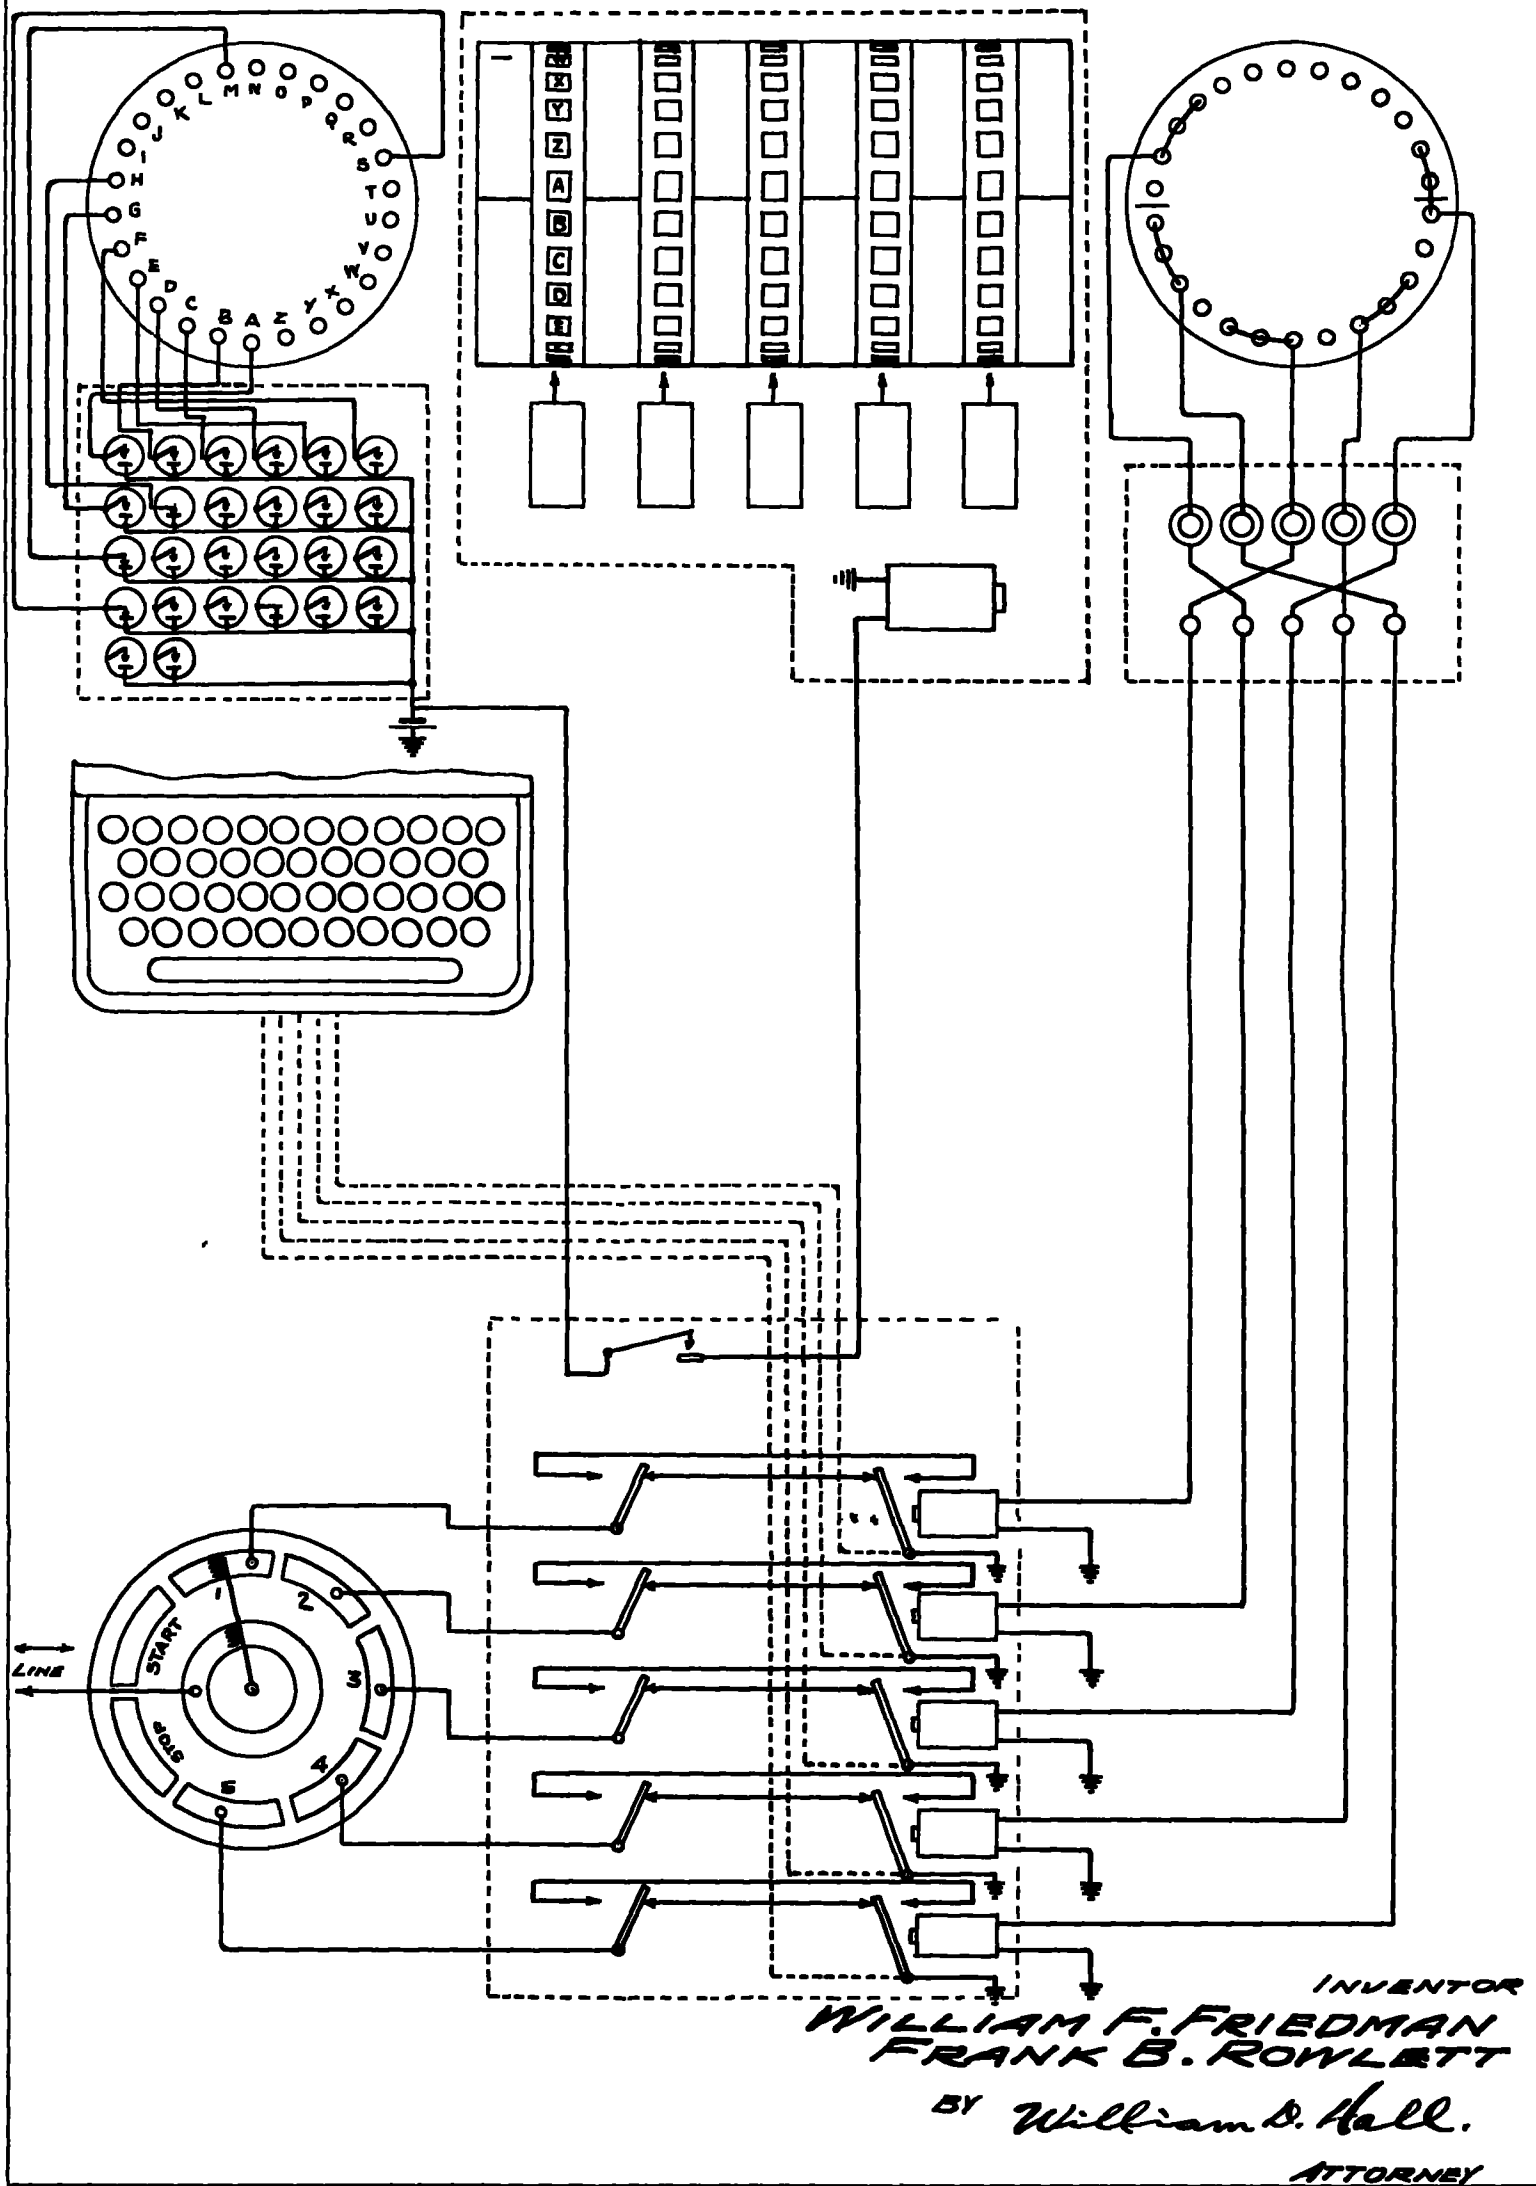 M N O P Q R S T U V W X Y Z A B C D E F G H I J K L
X
Y
Z
A
B
C
D
E
START
1
2
3
4
5
STOP
LINE
INVENTOR
WILLIAM F. FRIEDMAN
FRANK B. ROWLETT
BY William D. Hall.
ATTORNEY